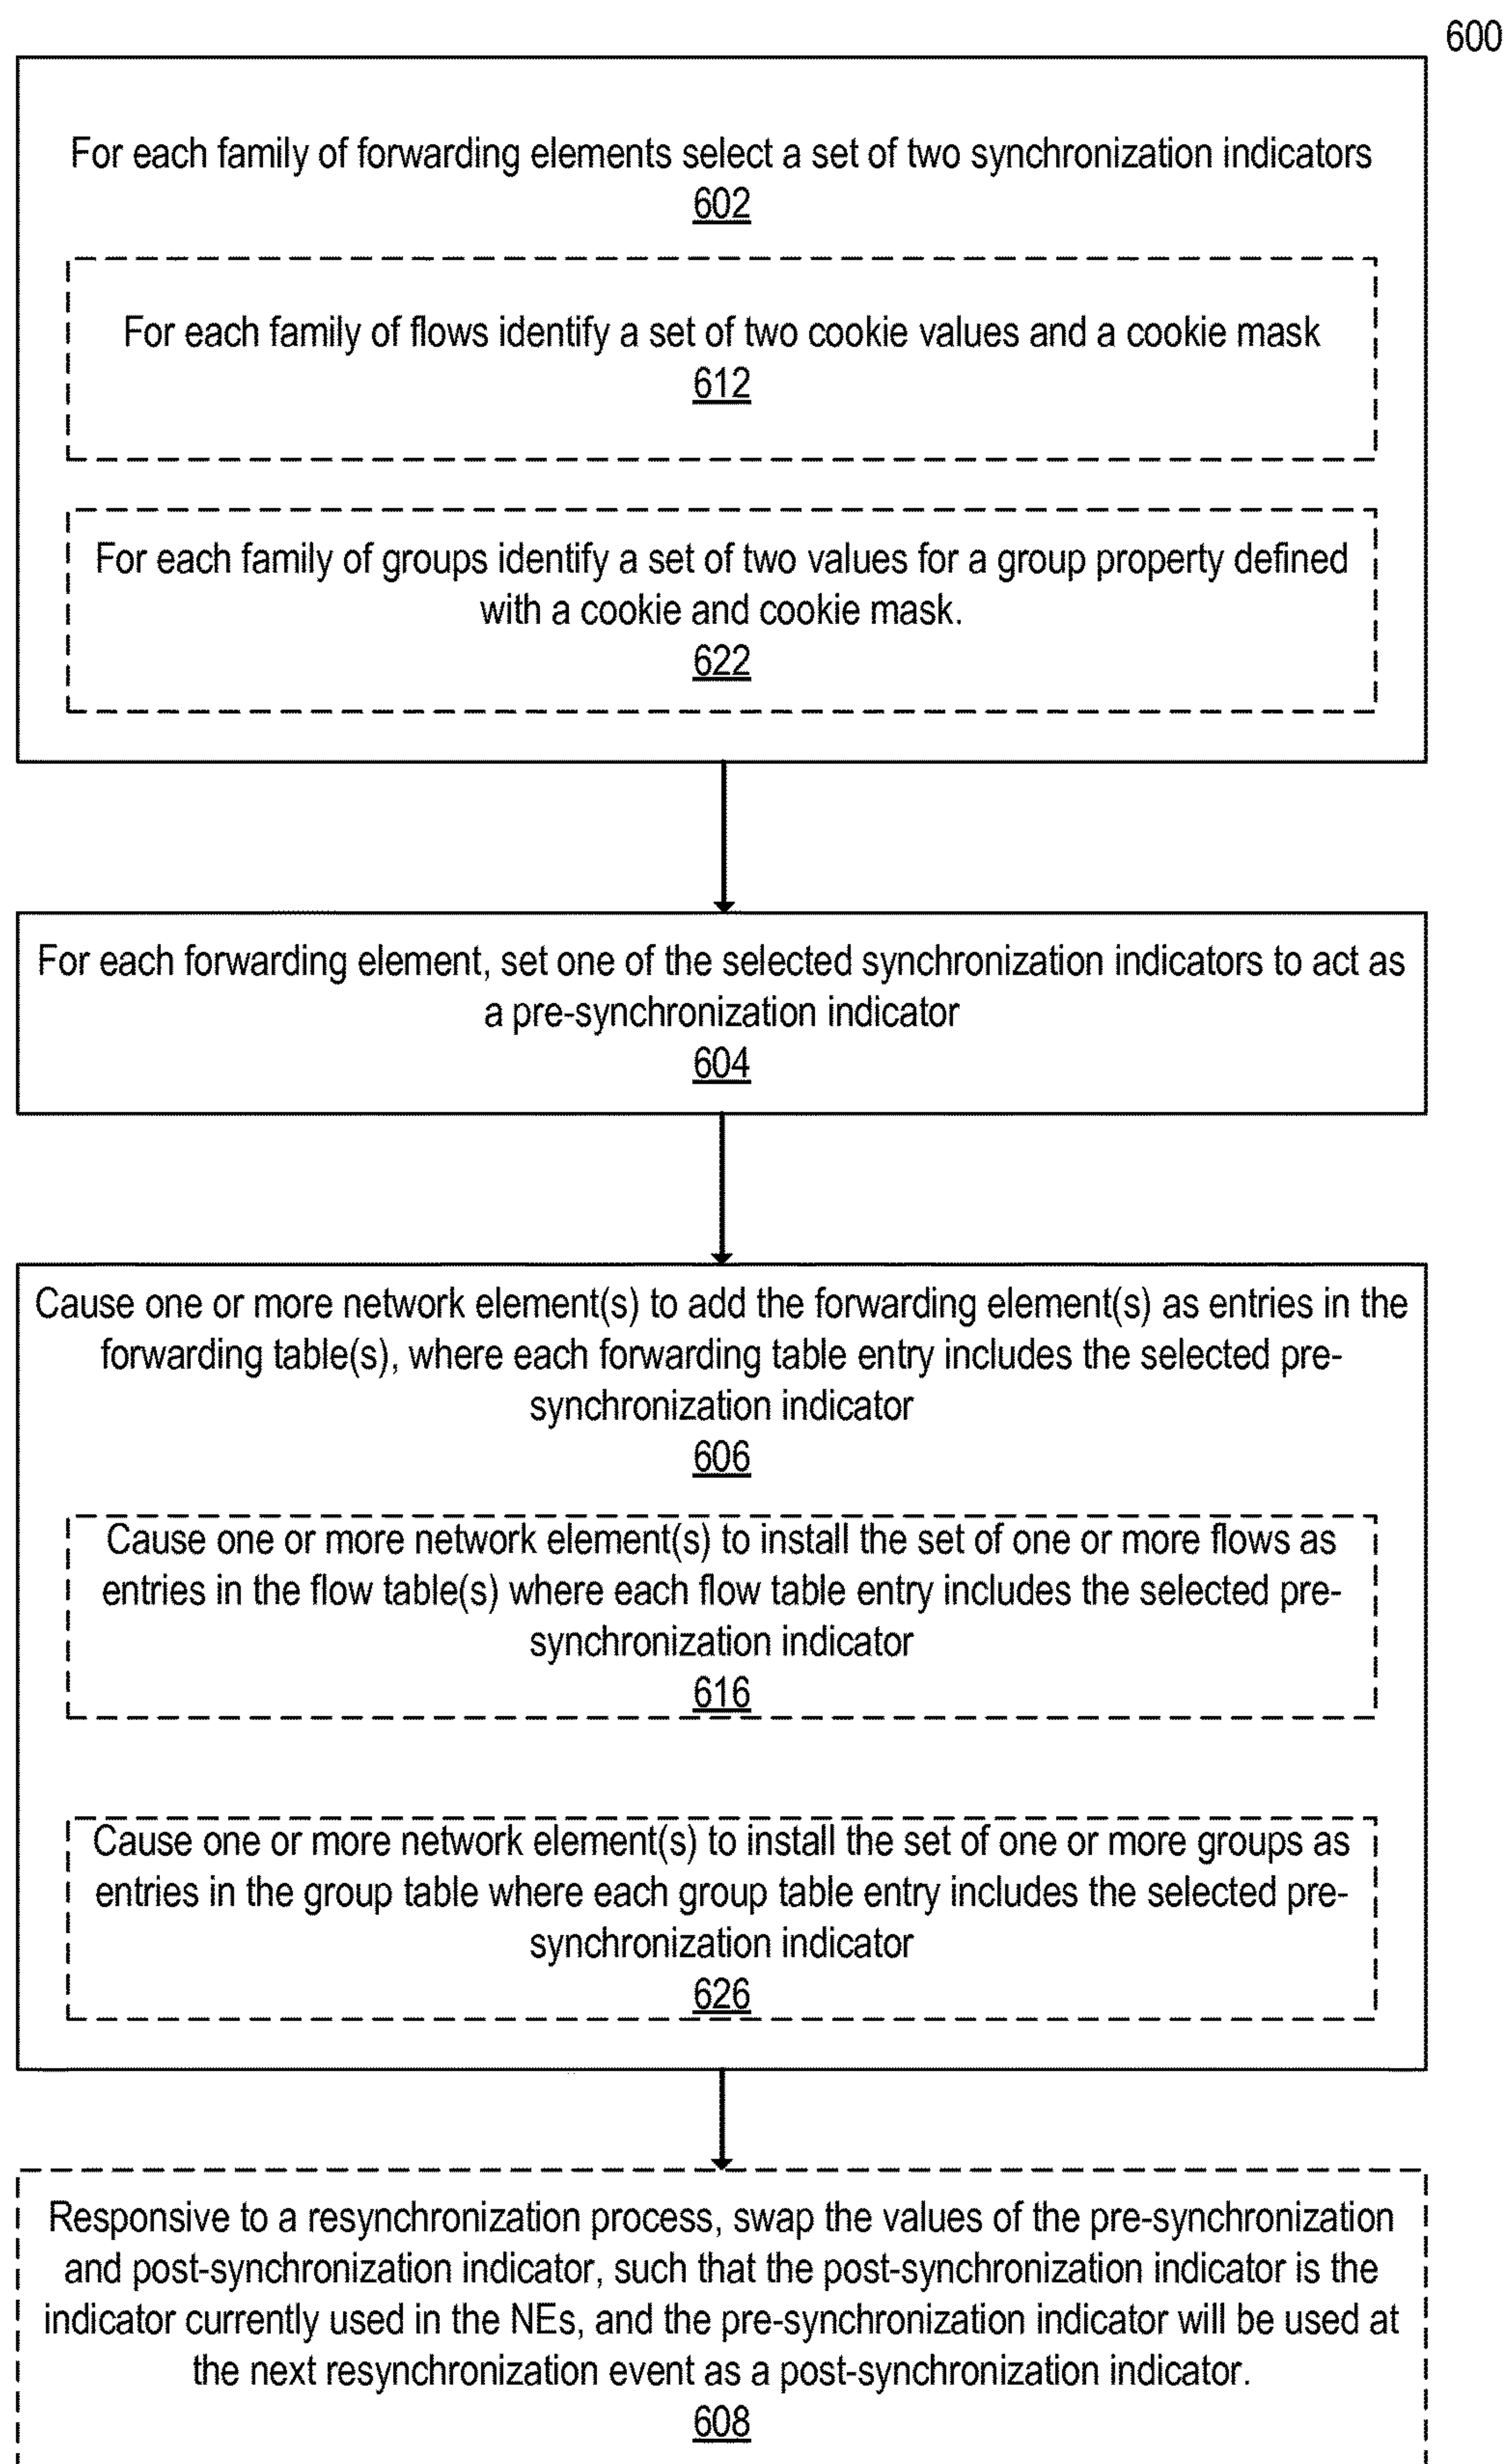 600
For each family of forwarding elements select a set of two synchronization indicators
602
For each family of flows identify a set of two cookie values and a cookie mask
612
For each family of groups identify a set of two values for a group property defined
with a cookie and cookie mask.
622
For each forwarding element, set one of the selected synchronization indicators to act as
a pre-synchronization indicator
604
Cause one or more network element(s) to add the forwarding element(s) as entries in the
forwarding table(s), where each forwarding table entry includes the selected pre-
synchronization indicator
606
Cause one or more network element(s) to install the set of one or more flows as
entries in the flow table(s) where each flow table entry includes the selected pre-
synchronization indicator
616
Cause one or more network element(s) to install the set of one or more groups as
entries in the group table where each group table entry includes the selected pre-
synchronization indicator
626
Responsive to a resynchronization process, swap the values of the pre-synchronization
and post-synchronization indicator, such that the post-synchronization indicator is the
indicator currently used in the NEs, and the pre-synchronization indicator will be used at
the next resynchronization event as a post-synchronization indicator.
608